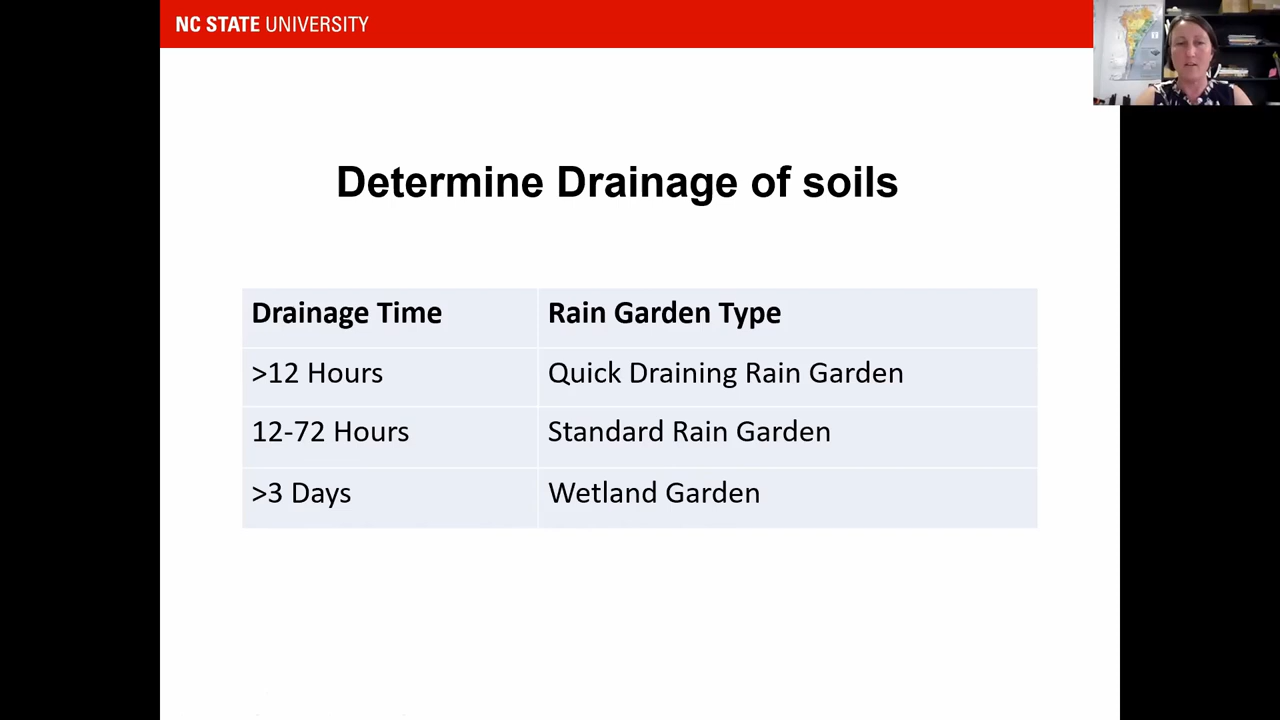 NC STATE UNIVERSITY
Determine Drainage of soils
Drainage Time Rain Garden Type
>12 Hours Quick Draining Rain Garden
12-72 Hours Standard Rain Garden
>3 Days Wetland Garden